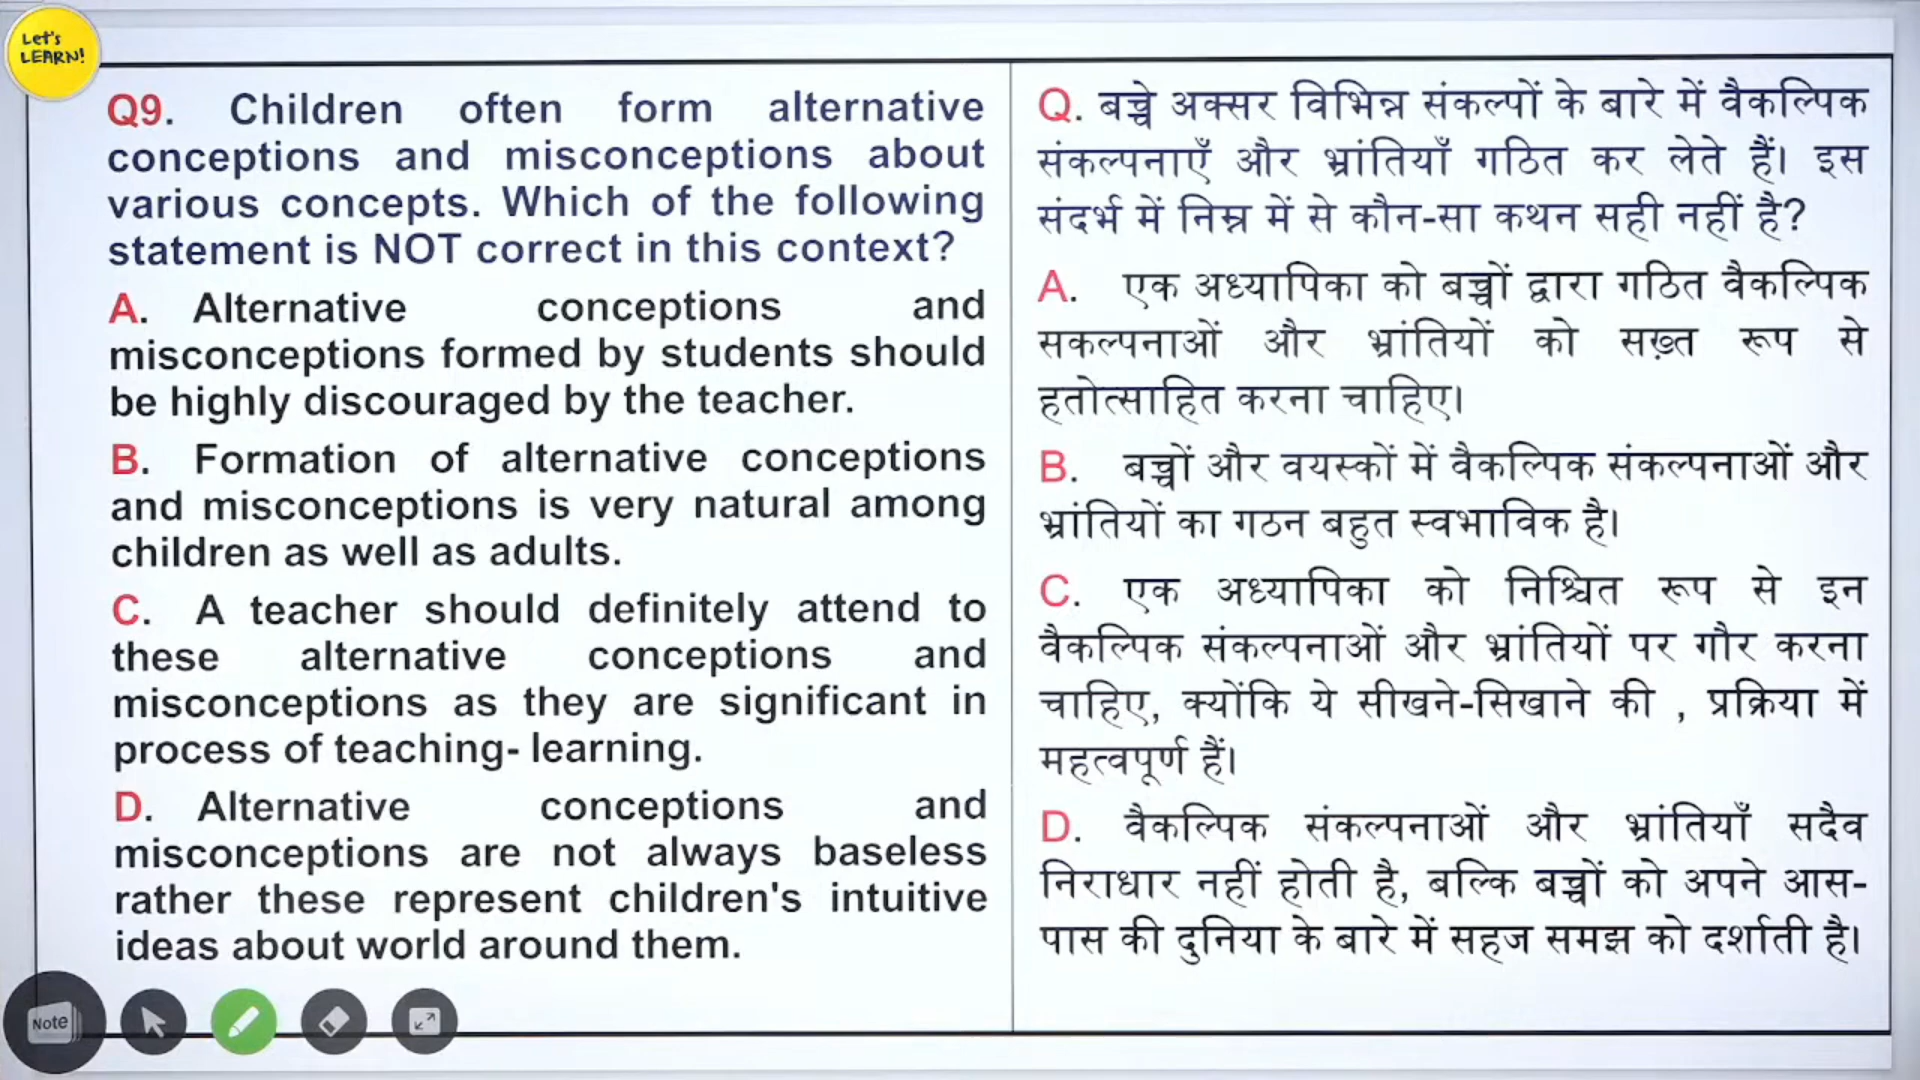 Let's
LEARN!
Q9. Children often form alternative
conceptions and misconceptions about
various concepts. Which of the following
statement is NOT correct in this context?
A. Alternative conceptions and
misconceptions formed by students should
be highly discouraged by the teacher.
B. Formation of alternative conceptions
and misconceptions is very natural among
children as well as adults.
C. A teacher should definitely attend to
these alternative conceptions and
misconceptions as they are significant in
process of teaching- learning.
D. Alternative conceptions and
misconceptions are not always baseless
rather these represent children's intuitive
ideas about world around them.
Q. बच्चे अक्सर विभिन्न संकल्पों के बारे में वैकल्पिक
संकल्पनाएँ और भ्रांतियाँ गठित कर लेते हैं। इस
संदर्भ में निम्न में से कौन-सा कथन सही नहीं है?
A. एक अध्यापिका को बच्चों द्वारा गठित वैकल्पिक
सकल्पनाओं और भ्रांतियों को सख़्त रूप से
हतोत्साहित करना चाहिए।
B. बच्चों और वयस्कों में वैकल्पिक संकल्पनाओं और
भ्रांतियों का गठन बहुत स्वभाविक है।
C. एक अध्यापिका को निश्चित रूप से इन
वैकल्पिक संकल्पनाओं और भ्रांतियों पर गौर करना
चाहिए, क्योंकि ये सीखने-सिखाने की , प्रक्रिया में
महत्वपूर्ण हैं।
D. वैकल्पिक संकल्पनाओं और भ्रांतियाँ सदैव
निराधार नहीं होती है, बल्कि बच्चों को अपने आस-
पास की दुनिया के बारे में सहज समझ को दर्शाती है।
Note